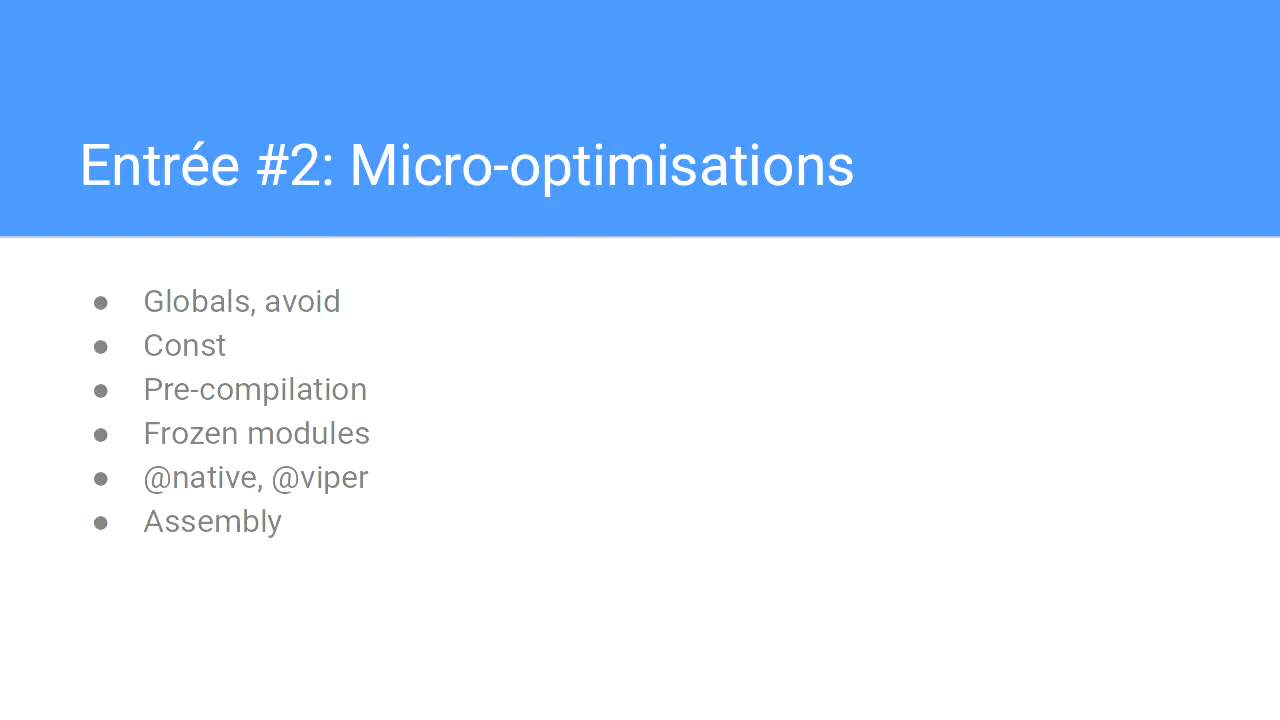 Entrée #2: Micro-optimisations
● Globals, avoid
● Const
● Pre-compilation
● Frozen modules
● @native, @viper
● Assembly